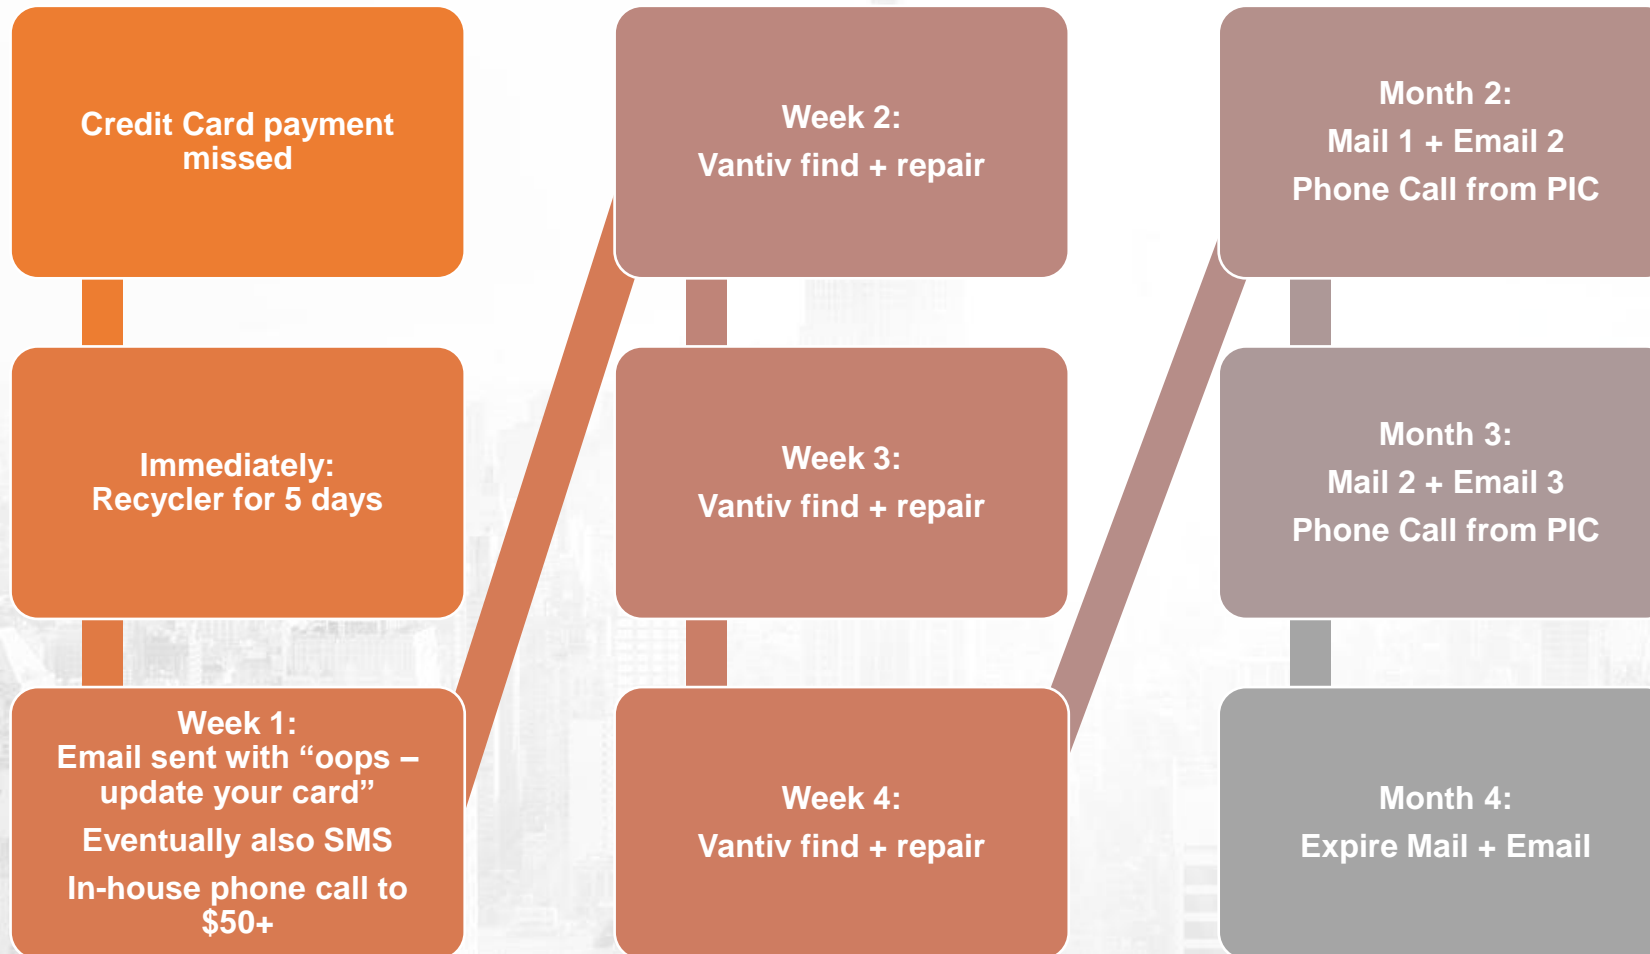 Credit Card payment
missed
Immediately:
Recycler for 5 days
Week 1:
Email sent with “oops –
update your card”
Eventually also SMS
In-house phone call to
$50+
Week 2:
Vantiv find + repair
Week 3:
Vantiv find + repair
Week 4:
Vantiv find + repair
Month 2:
Mail 1 + Email 2
Phone Call from PIC
Month 3:
Mail 2 + Email 3
Phone Call from PIC
Month 4:
Expire Mail + Email